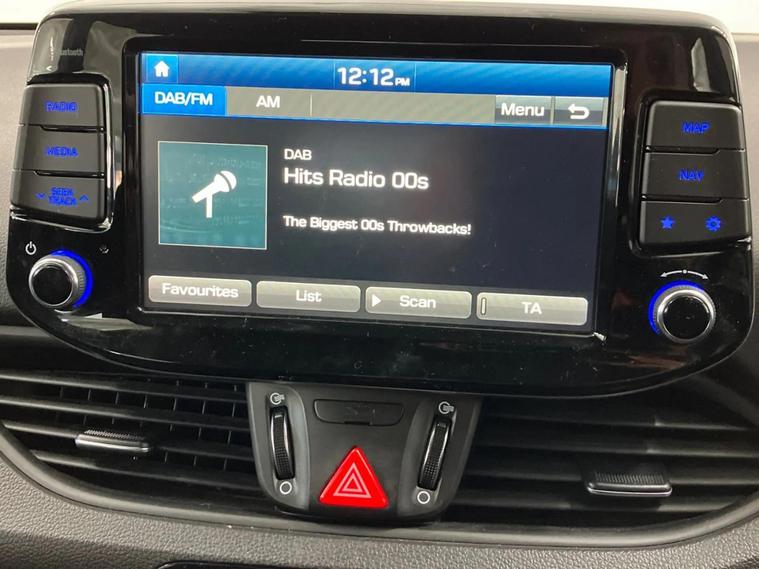 Bluetooth
12:12 PM
DAB/FM
AM
Menu
RADIO
MEDIA
SEEK
TRACK
DAB
Hits Radio 00s
The Biggest 00s Throwbacks!
MAP
NAV
Favourites
List
Scan
TA